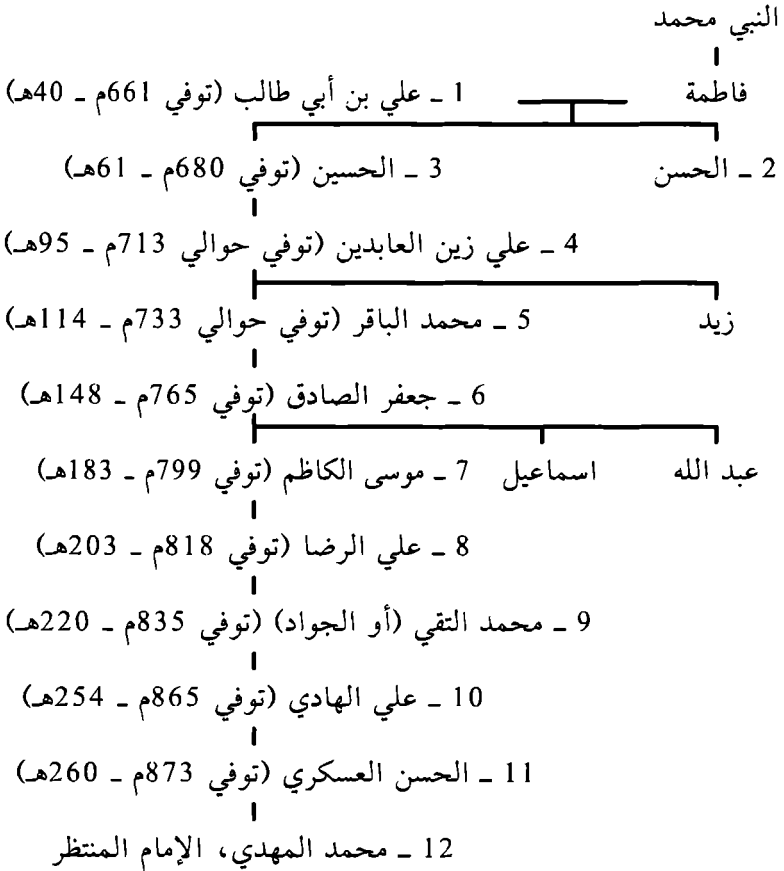 النبي محمد
فاطمة 1 ـ علي بن أبي طالب (توفي 661م ـ 40هـ)
2 ـ الحسن 3 ـ الحسين (توفي 680م ـ 61هـ)
4 ـ علي زين العابدين (توفي حوالي 713م ـ 95هـ)
زيد 5 ـ محمد الباقر (توفي حوالي 733م ـ 114هـ)
6 ـ جعفر الصادق (توفي 765م ـ 148هـ)
عبد الله اسماعيل 7 ـ موسى الكاظم (توفي 799م ـ 183هـ)
8 ـ علي الرضا (توفي 818م ـ 203هـ)
9 ـ محمد التقي (أو الجواد) (توفي 835م ـ 220هـ)
10 ـ علي الهادي (توفي 865م ـ 254هـ)
11 ـ الحسن العسكري (توفي 873م ـ 260هـ)
12 ـ محمد المهدي، الإمام المنتظر